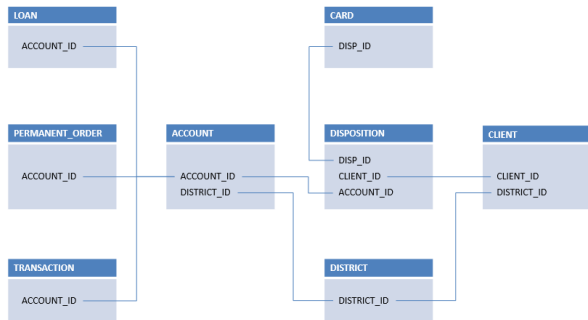 LOAN
ACCOUNT_ID
CARD
DISP_ID
PERMANENT_ORDER
ACCOUNT_ID
ACCOUNT
ACCOUNT_ID
DISTRICT_ID
DISPOSITION
DISP_ID
CLIENT_ID
ACCOUNT_ID
CLIENT
CLIENT_ID
DISTRICT_ID
TRANSACTION
ACCOUNT_ID
DISTRICT
DISTRICT_ID